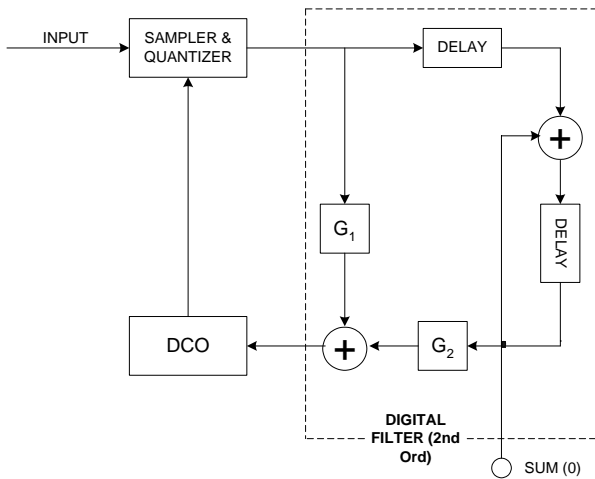 INPUT
SAMPLER &
QUANTIZER
DELAY
+
G1
DELAY
DCO
+
G2
DIGITAL
FILTER (2nd
Ord)
SUM (0)